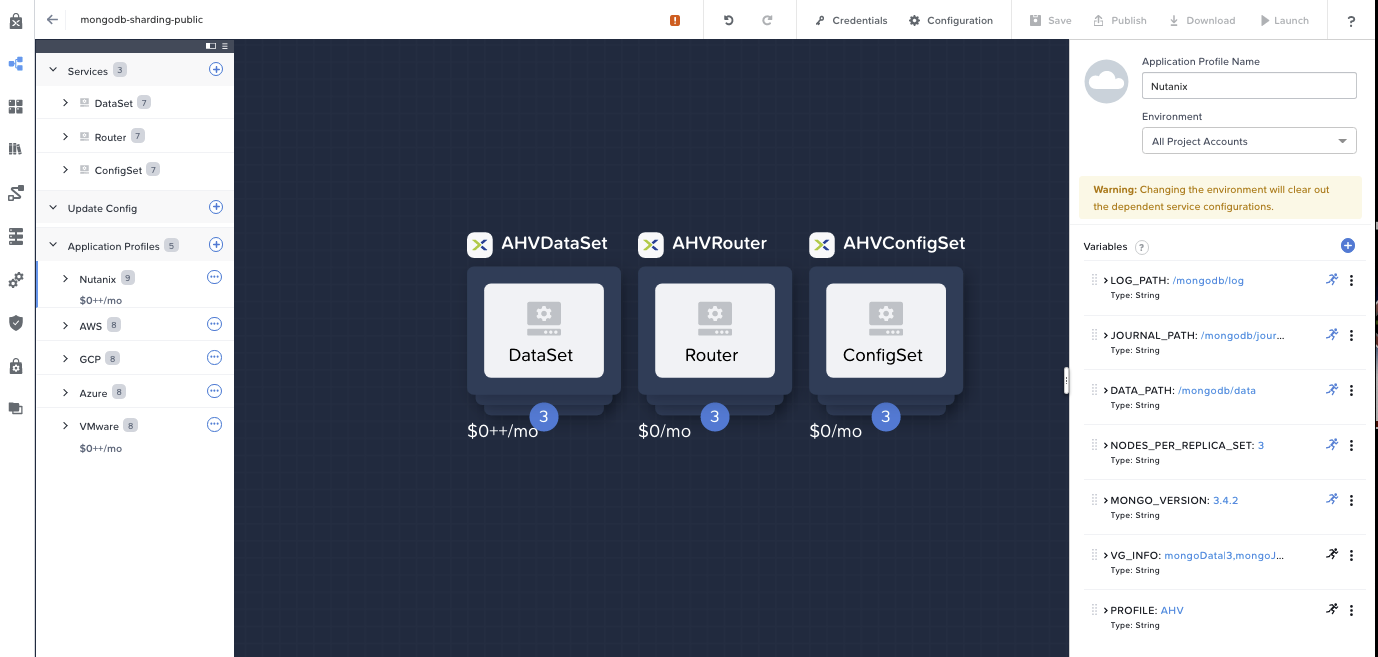 mongodb-sharding-public
Credentials
Configuration
Save
Publish
Download
Launch
?
Services 3
DataSet 7
Router 7
ConfigSet 7
Update Config
Application Profiles 5
Nutanix 9
$0++/mo
AWS 8
GCP 8
Azure 8
VMware 8
$0++/mo
AHVDataSet
DataSet
3
$0++/mo
AHVRouter
Router
3
$0/mo
AHVConfigSet
ConfigSet
3
$0/mo
Application Profile Name
Nutanix
Environment
All Project Accounts
Warning: Changing the environment will clear out
the dependent service configurations.
Variables ?
LOG_PATH: /mongodb/log
Type: String
JOURNAL_PATH: /mongodb/jour...
Type: String
DATA_PATH: /mongodb/data
Type: String
NODES_PER_REPLICA_SET: 3
Type: String
MONGO_VERSION: 3.4.2
Type: String
VG_INFO: mongoData|3,mongoJ...
Type: String
PROFILE: AHV
Type: String